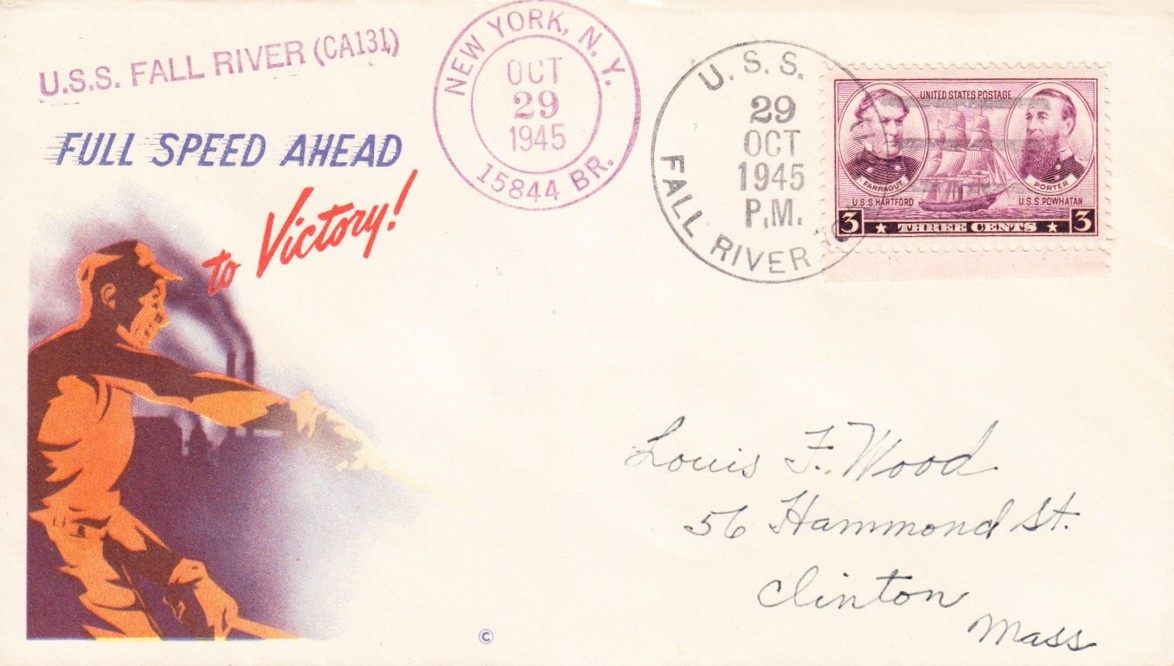 U.S.S. FALL RIVER (CA131)
FULL SPEED AHEAD
to Victory!
NEW YORK, N.Y.
OCT
29
1945
15844 BR.
U.S.S.
29
OCT
1945
P.M.
FALL RIVER
UNITED STATES POSTAGE
FARRAGUT
PORTER
U.S.S. HARTFORD
U.S.S. POWHATAN
3 ★ THREE CENTS ★ 3
Louis F. Wood
56 Hammond St.
Clinton
Mass
©